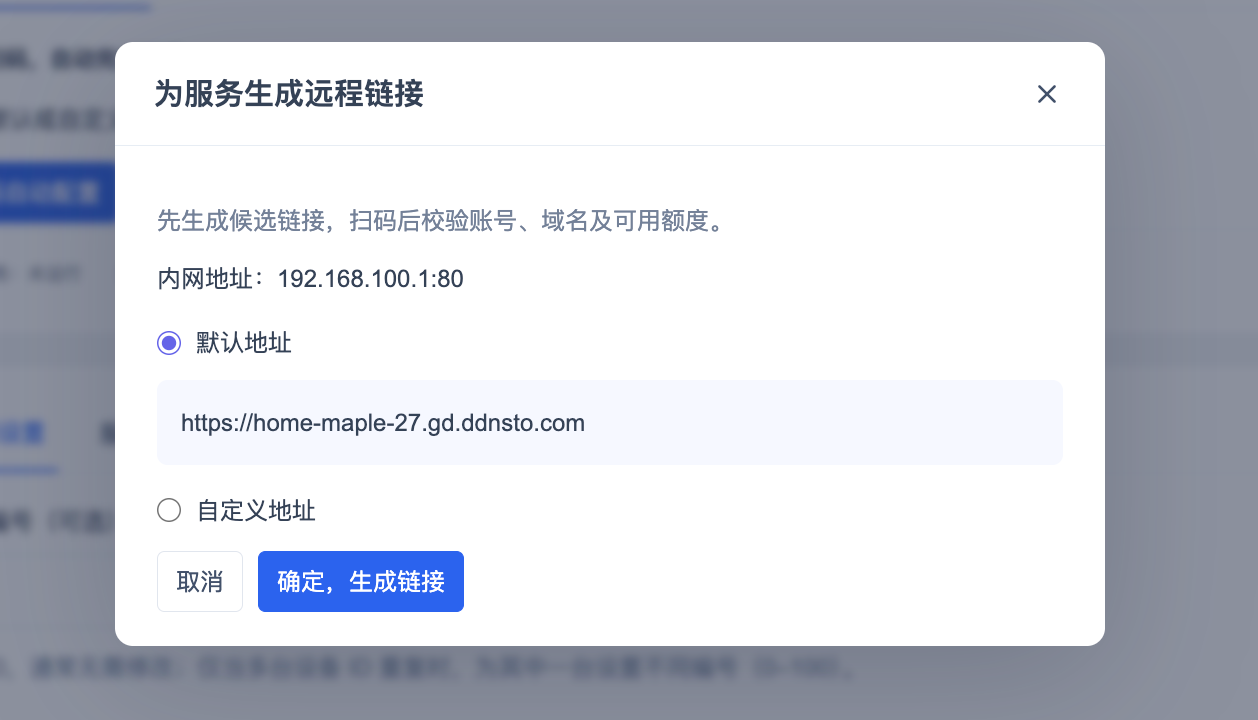 为服务生成远程链接
先生成候选链接，扫码后校验账号、域名及可用额度。
内网地址：192.168.100.1:80
默认地址
https://home-maple-27.gd.ddnsto.com
自定义地址
取消
确定，生成链接